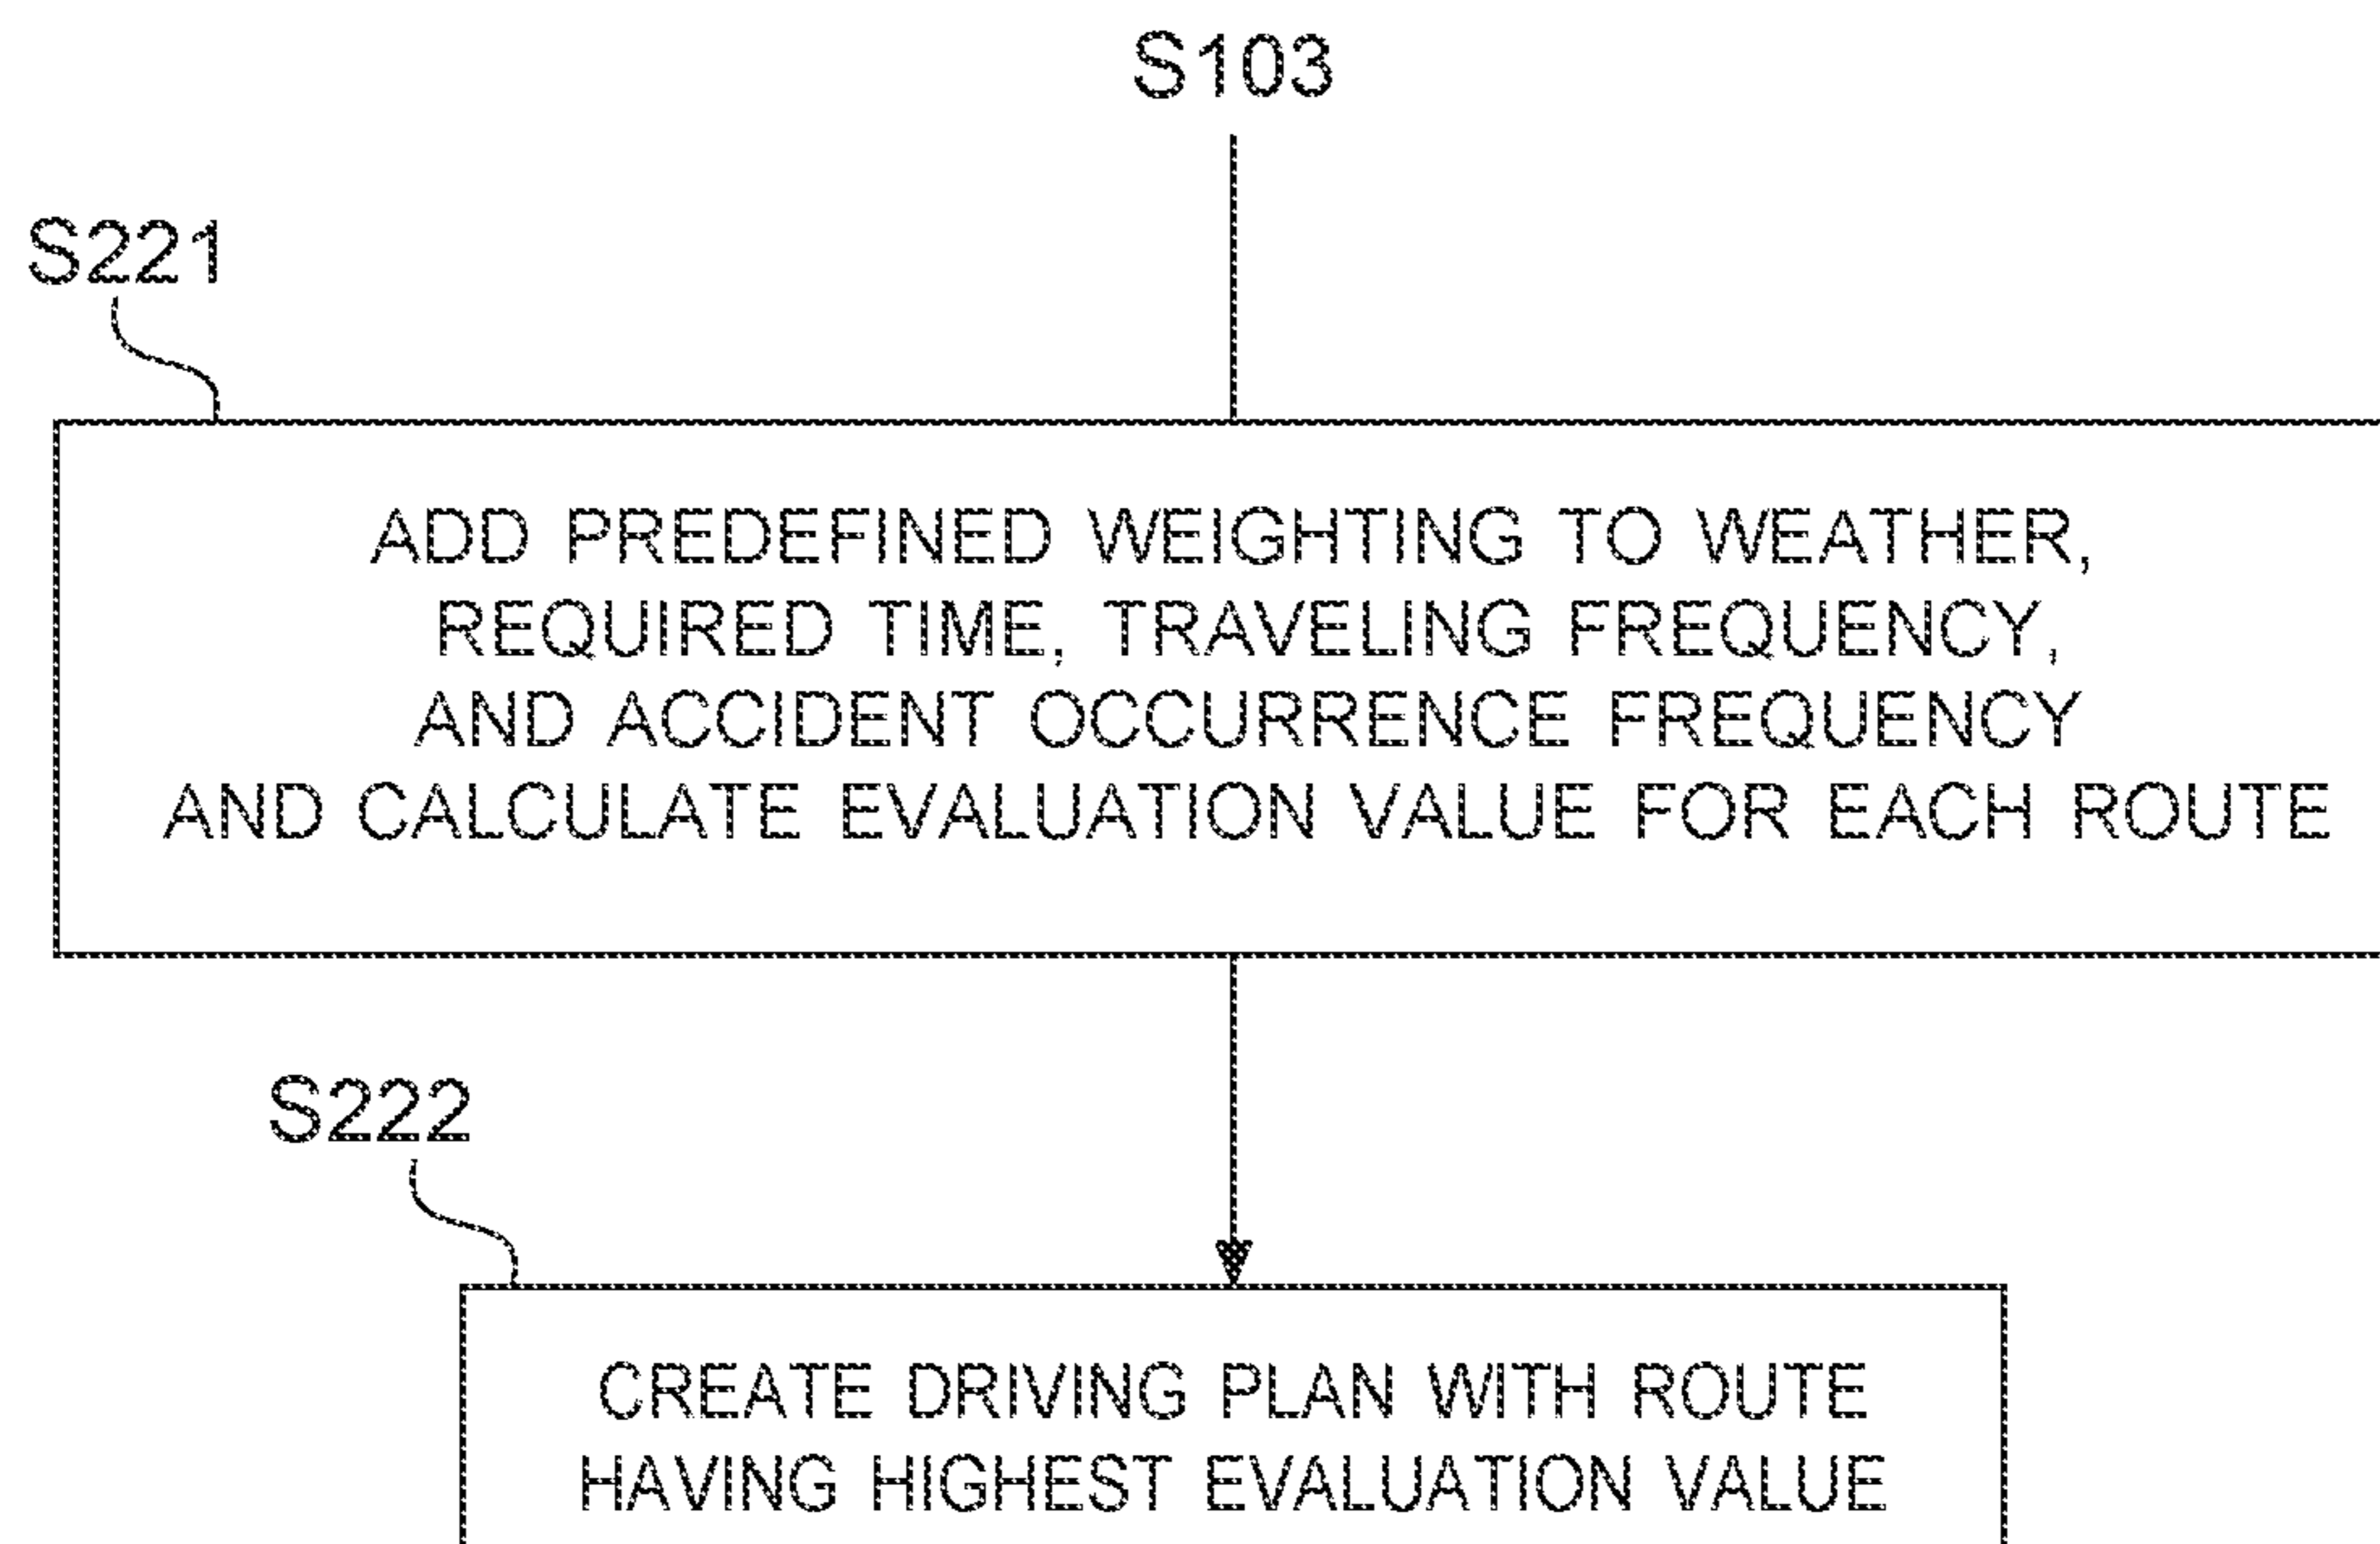 S103
S221
ADD PREDEFINED WEIGHTING TO WEATHER,
REQUIRED TIME, TRAVELING FREQUENCY,
AND ACCIDENT OCCURRENCE FREQUENCY
AND CALCULATE EVALUATION VALUE FOR EACH ROUTE
S222
CREATE DRIVING PLAN WITH ROUTE
HAVING HIGHEST EVALUATION VALUE